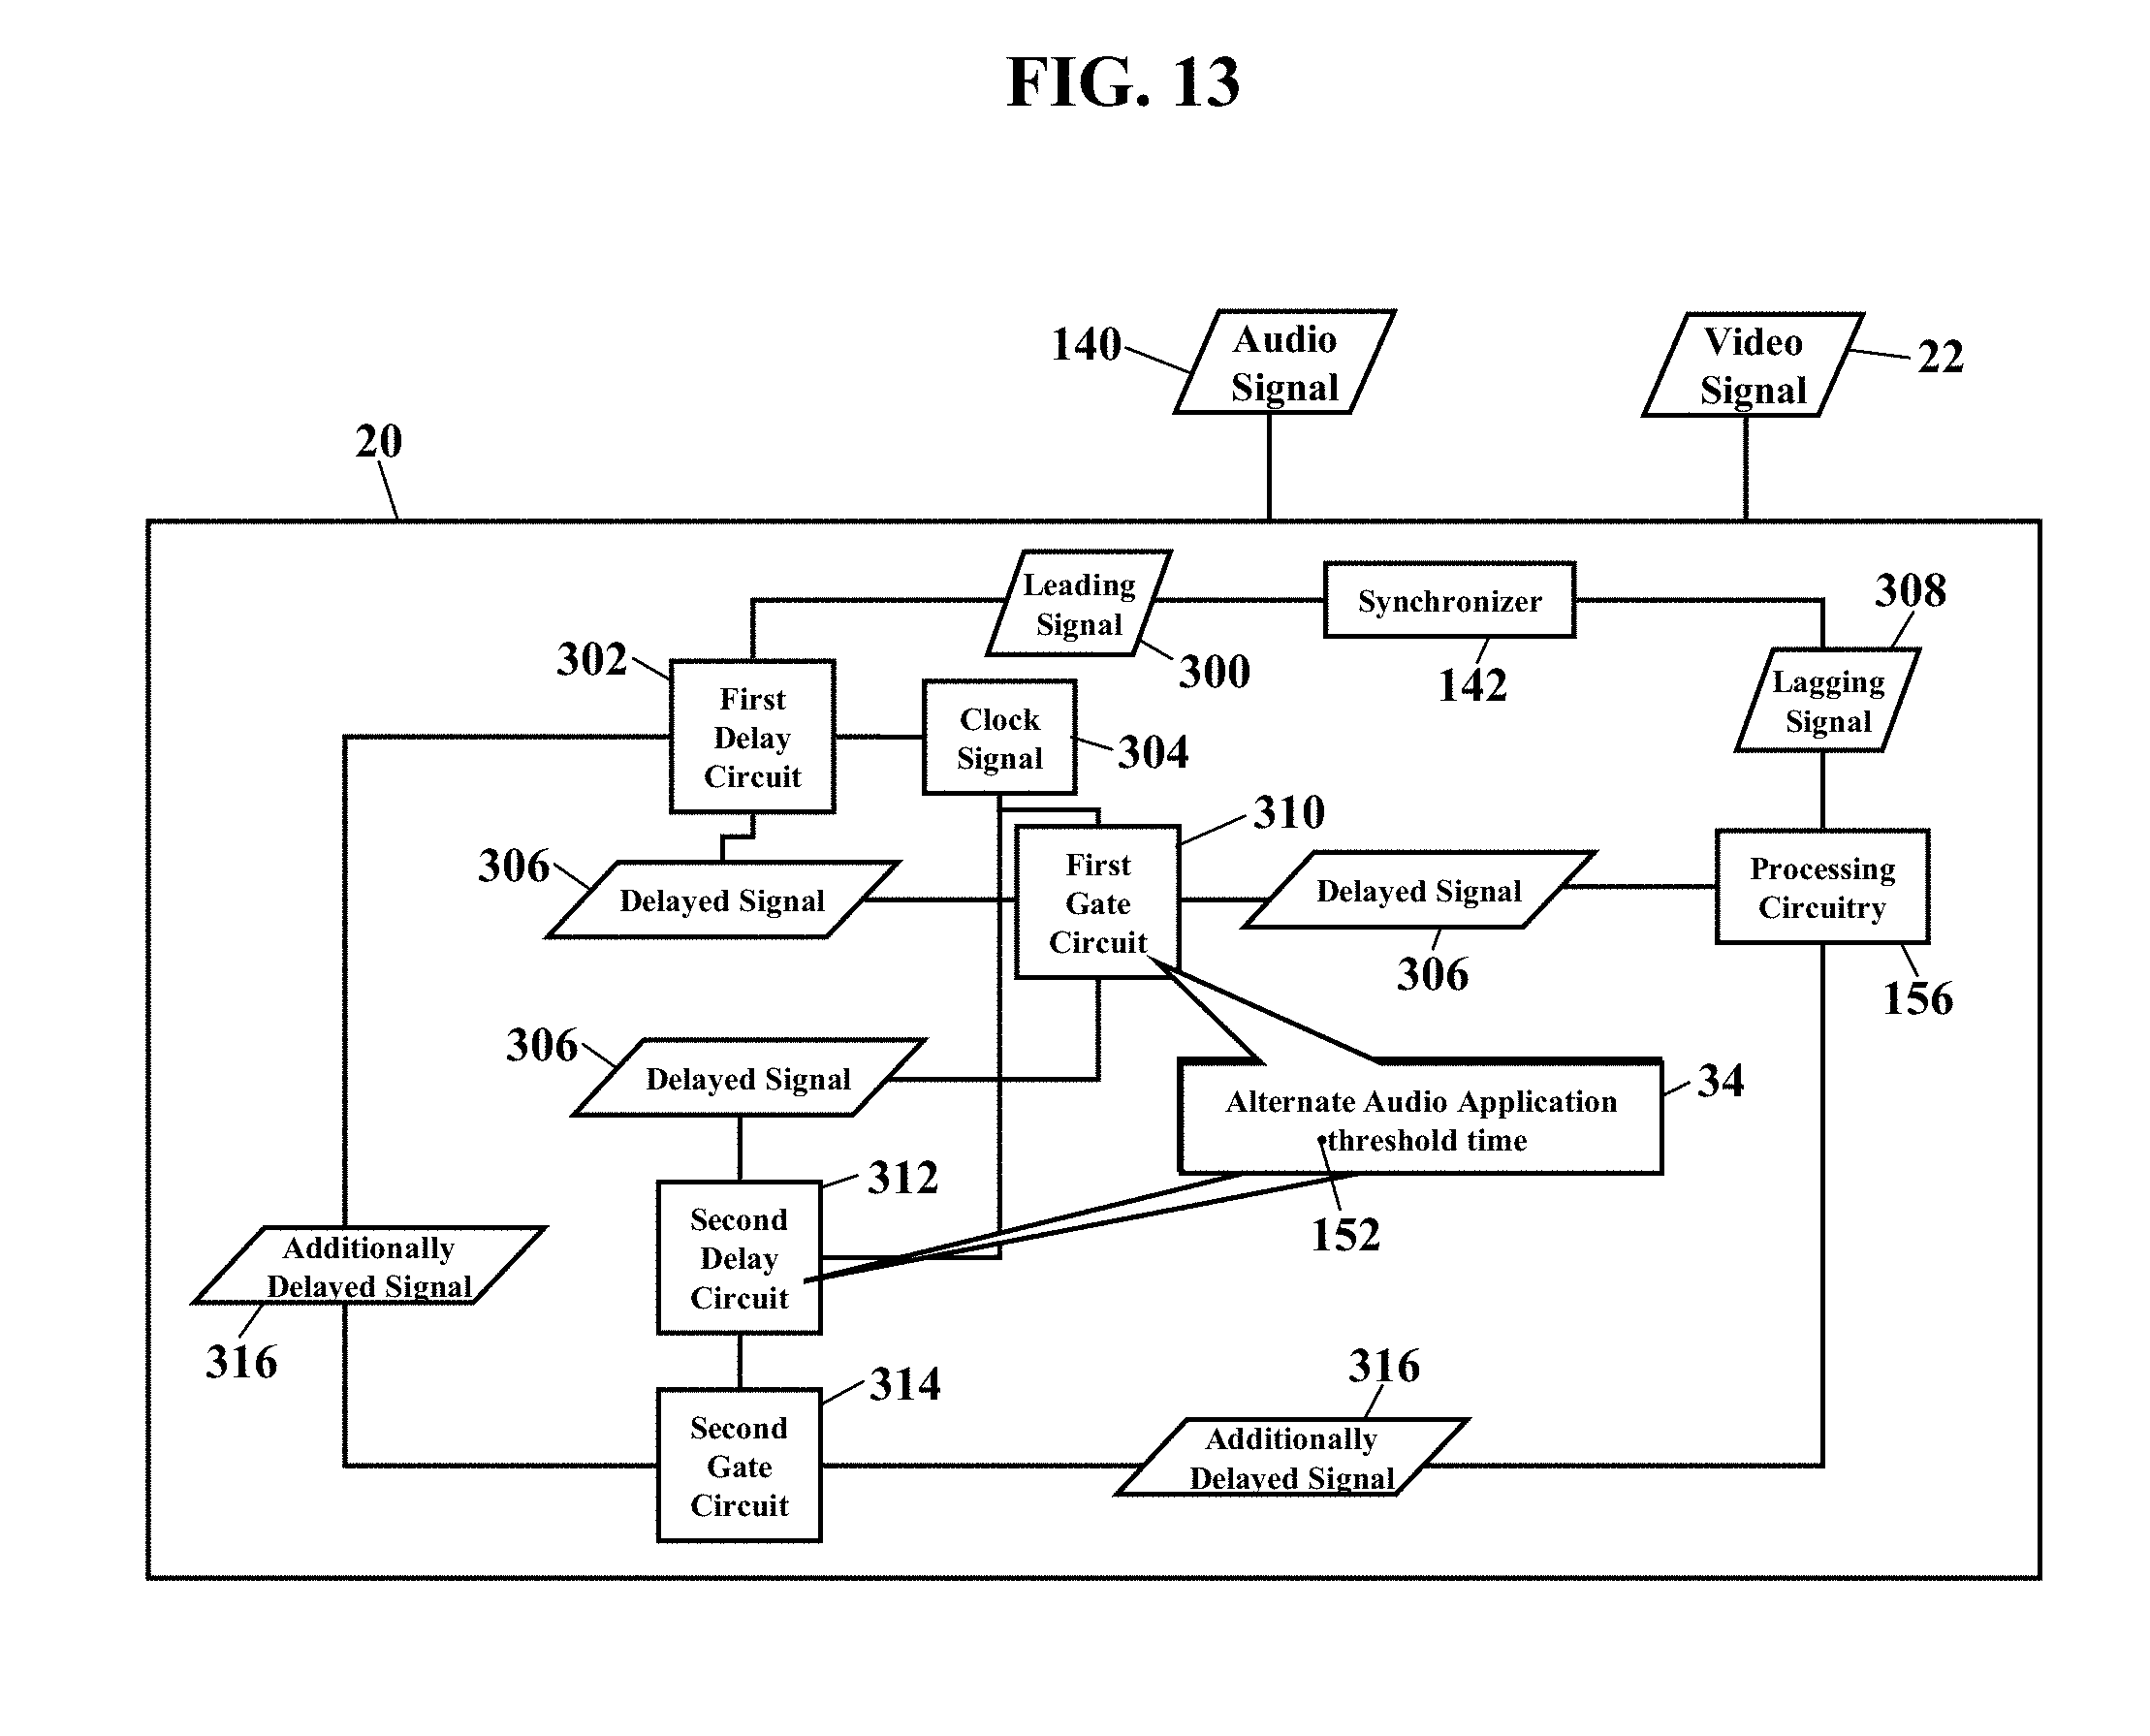 FIG. 13
Audio
Signal
140
Video
Signal
22
20
Leading
Signal
300
Synchronizer
142
308
Lagging
Signal
302
First
Delay
Circuit
Clock
Signal
304
310
First
Gate
Circuit
306
Delayed Signal
Delayed Signal
306
Processing
Circuitry
156
306
Delayed Signal
34
Alternate Audio Application
•threshold time
152
312
Second
Delay
Circuit
Additionally
Delayed Signal
316
314
Second
Gate
Circuit
316
Additionally
Delayed Signal